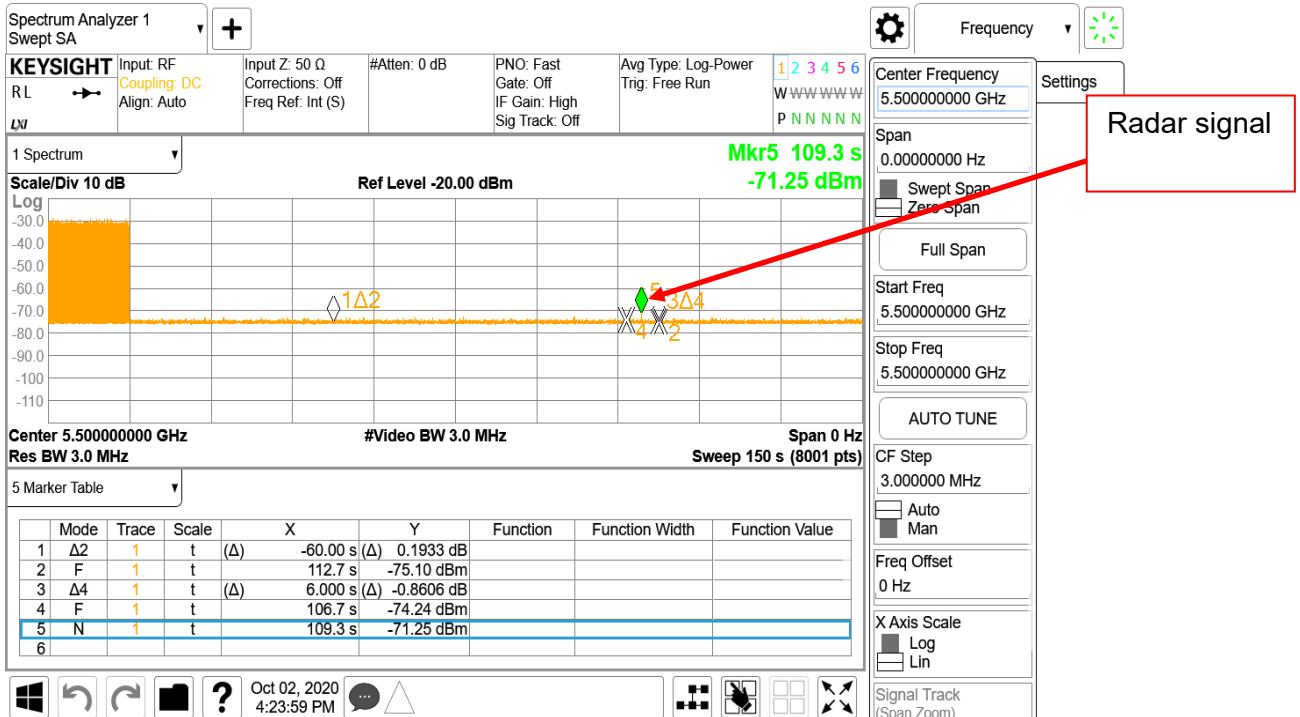 Spectrum Analyzer 1
Swept SA
Frequency
KEYSIGHT
RL
LXI
Input: RF
Coupling: DC
Align: Auto
Input Z: 50 Ω
Corrections: Off
Freq Ref: Int (S)
#Atten: 0 dB
PNO: Fast
Gate: Off
IF Gain: High
Sig Track: Off
Avg Type: Log-Power
Trig: Free Run
1 2 3 4 5 6
W W W W W W
P N N N N N
Center Frequency
5.500000000 GHz
Settings
Radar signal
Span
0.00000000 Hz
Swept Span
Zero Span
Full Span
Start Freq
5.500000000 GHz
Stop Freq
5.500000000 GHz
AUTO TUNE
CF Step
3.000000 MHz
Auto
Man
Freq Offset
0 Hz
X Axis Scale
Log
Lin
Signal Track
(Span Zoom)
1 Spectrum
Mkr5 109.3 s
-71.25 dBm
Scale/Div 10 dB
Ref Level -20.00 dBm
Log
-30.0
-40.0
-50.0
-60.0
-70.0
-80.0
-90.0
-100
-110
1Δ2
5
3Δ4
4
2
Center 5.500000000 GHz
#Video BW 3.0 MHz
Span 0 Hz
Res BW 3.0 MHz
Sweep 150 s (8001 pts)
5 Marker Table
Mode Trace Scale X Y Function Function Width Function Value
1 Δ2 1 t (Δ) -60.00 s (Δ) 0.1933 dB
2 F 1 t 112.7 s -75.10 dBm
3 Δ4 1 t (Δ) 6.000 s (Δ) -0.8606 dB
4 F 1 t 106.7 s -74.24 dBm
5 N 1 t 109.3 s -71.25 dBm
6
?
Oct 02, 2020
4:23:59 PM